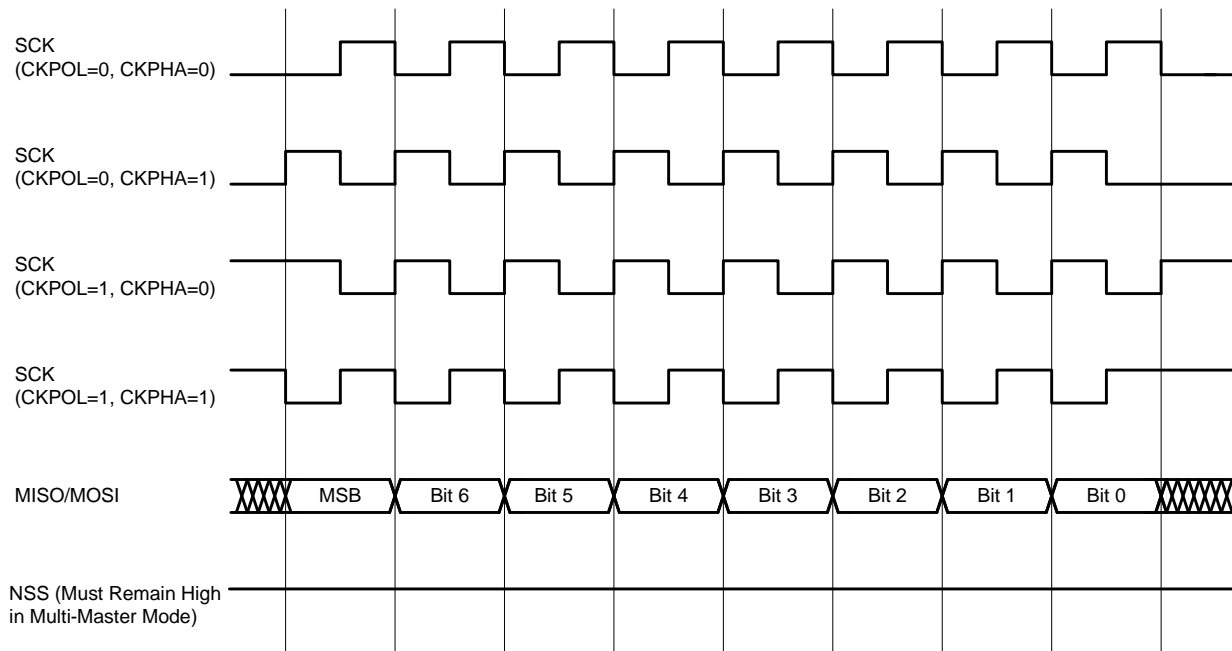 SCK
(CKPOL=0, CKPHA=0)
SCK
(CKPOL=0, CKPHA=1)
SCK
(CKPOL=1, CKPHA=0)
SCK
(CKPOL=1, CKPHA=1)
MISO/MOSI
MSB
Bit 6
Bit 5
Bit 4
Bit 3
Bit 2
Bit 1
Bit 0
NSS (Must Remain High
in Multi-Master Mode)